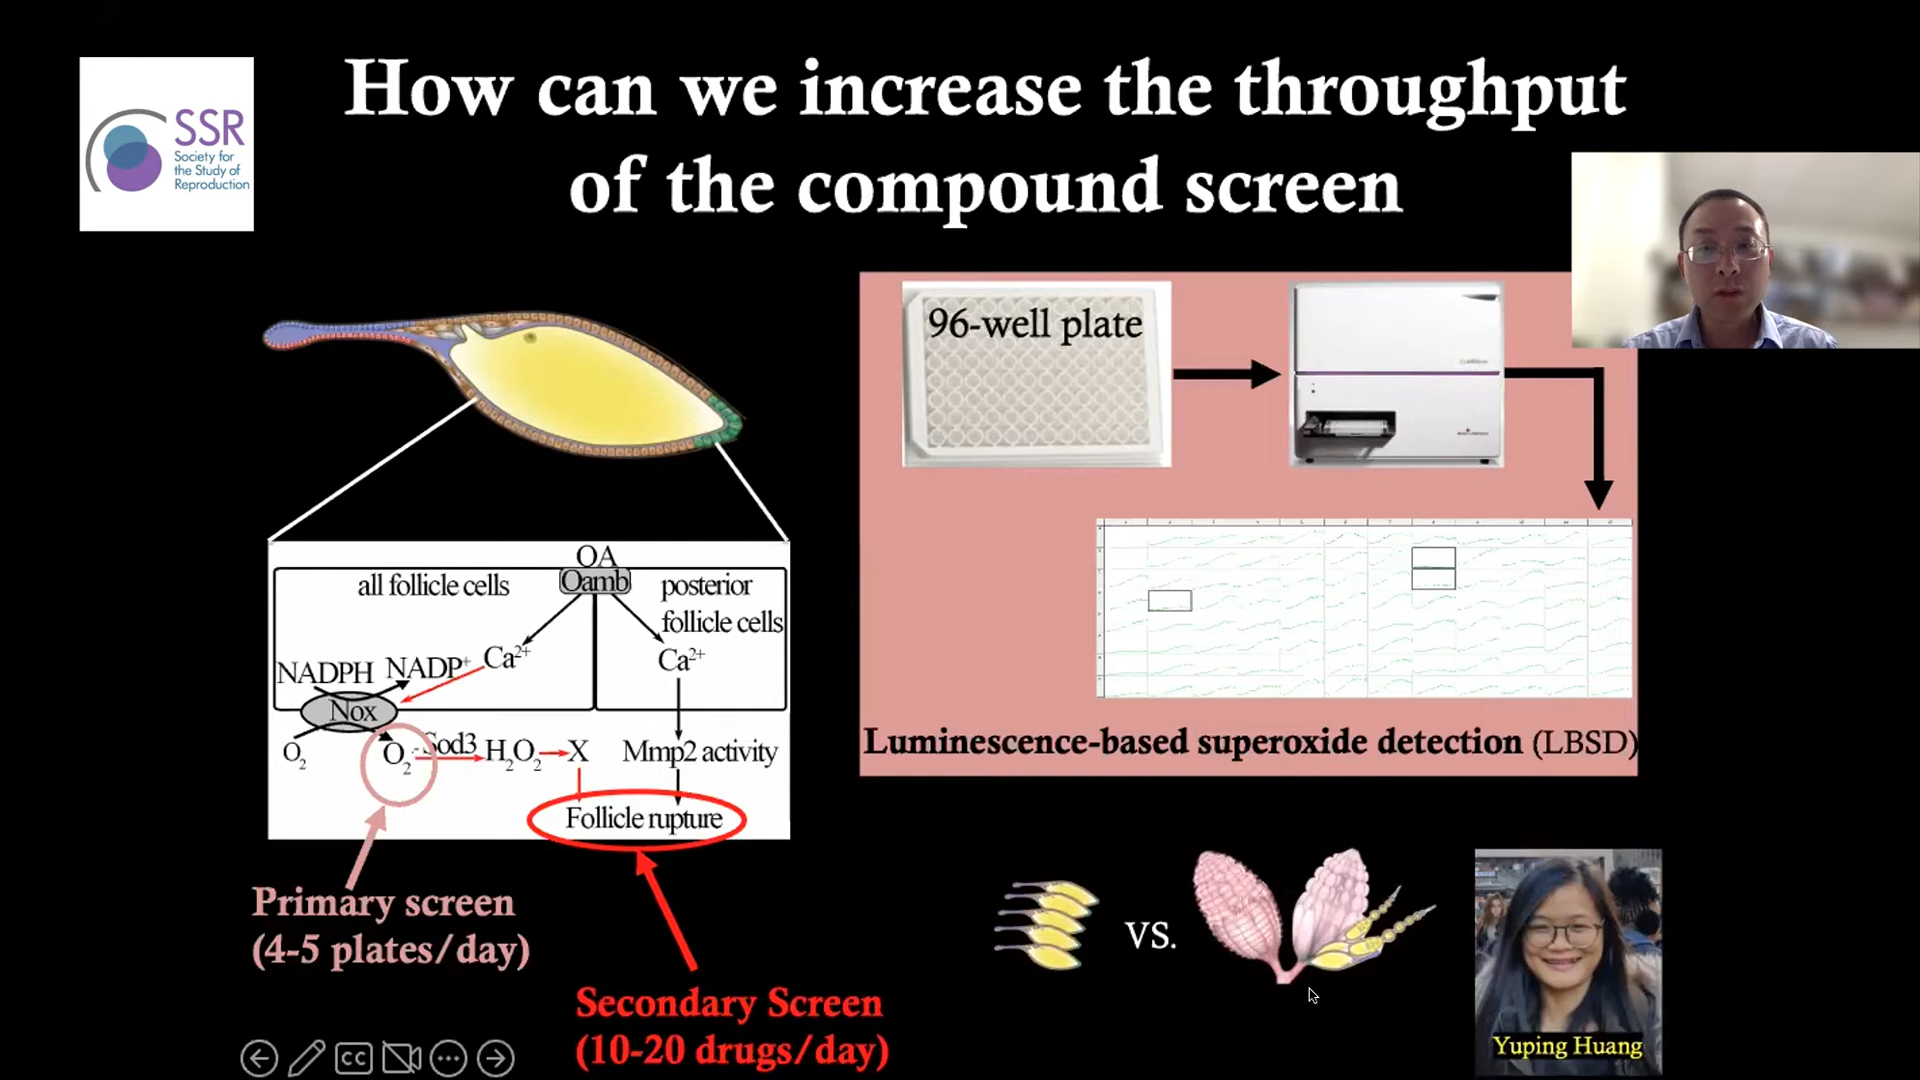 How can we increase the throughput
of the compound screen
SSR
Society for
the Study of
Reproduction
96-well plate
OA
Oamb
all follicle cells
posterior
follicle cells
Ca2+
Ca2+
NADPH
NADP+
Nox
O2
O2-
Sod3
H2O2
X
Mmp2 activity
Follicle rupture
Luminescence-based superoxide detection (LBSD)
Primary screen
(4-5 plates/day)
Secondary Screen
(10-20 drugs/day)
VS.
Yuping Huang
CC